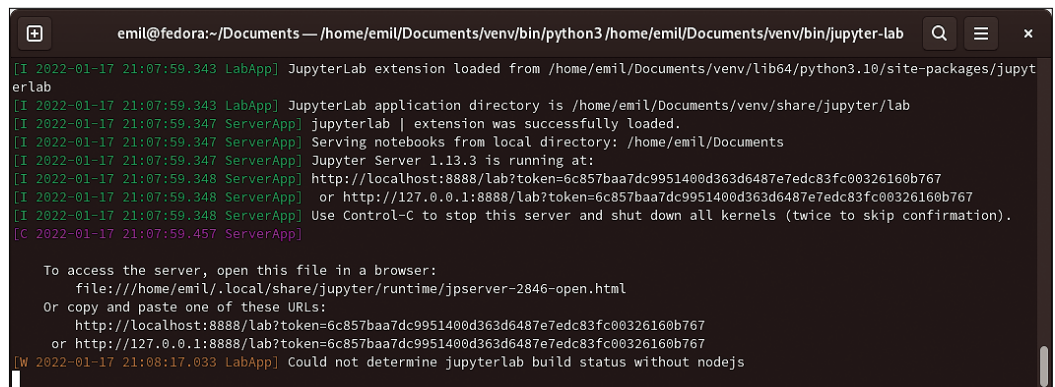 emil@fedora:~/Documents — /home/emil/Documents/venv/bin/python3 /home/emil/Documents/venv/bin/jupyter-lab
[I 2022-01-17 21:07:59.343 LabApp] JupyterLab extension loaded from /home/emil/Documents/venv/lib64/python3.10/site-packages/jupyt
erlab
[I 2022-01-17 21:07:59.343 LabApp] JupyterLab application directory is /home/emil/Documents/venv/share/jupyter/lab
[I 2022-01-17 21:07:59.347 ServerApp] jupyterlab | extension was successfully loaded.
[I 2022-01-17 21:07:59.347 ServerApp] Serving notebooks from local directory: /home/emil/Documents
[I 2022-01-17 21:07:59.347 ServerApp] Jupyter Server 1.13.3 is running at:
[I 2022-01-17 21:07:59.348 ServerApp] http://localhost:8888/lab?token=6c857baa7dc9951400d363d6487e7edc83fc00326160b767
[I 2022-01-17 21:07:59.348 ServerApp]  or http://127.0.0.1:8888/lab?token=6c857baa7dc9951400d363d6487e7edc83fc00326160b767
[I 2022-01-17 21:07:59.348 ServerApp] Use Control-C to stop this server and shut down all kernels (twice to skip confirmation).
[C 2022-01-17 21:07:59.457 ServerApp]
To access the server, open this file in a browser:
file:///home/emil/.local/share/jupyter/runtime/jpserver-2846-open.html
Or copy and paste one of these URLs:
http://localhost:8888/lab?token=6c857baa7dc9951400d363d6487e7edc83fc00326160b767
or http://127.0.0.1:8888/lab?token=6c857baa7dc9951400d363d6487e7edc83fc00326160b767
[W 2022-01-17 21:08:17.033 LabApp] Could not determine jupyterlab build status without nodejs